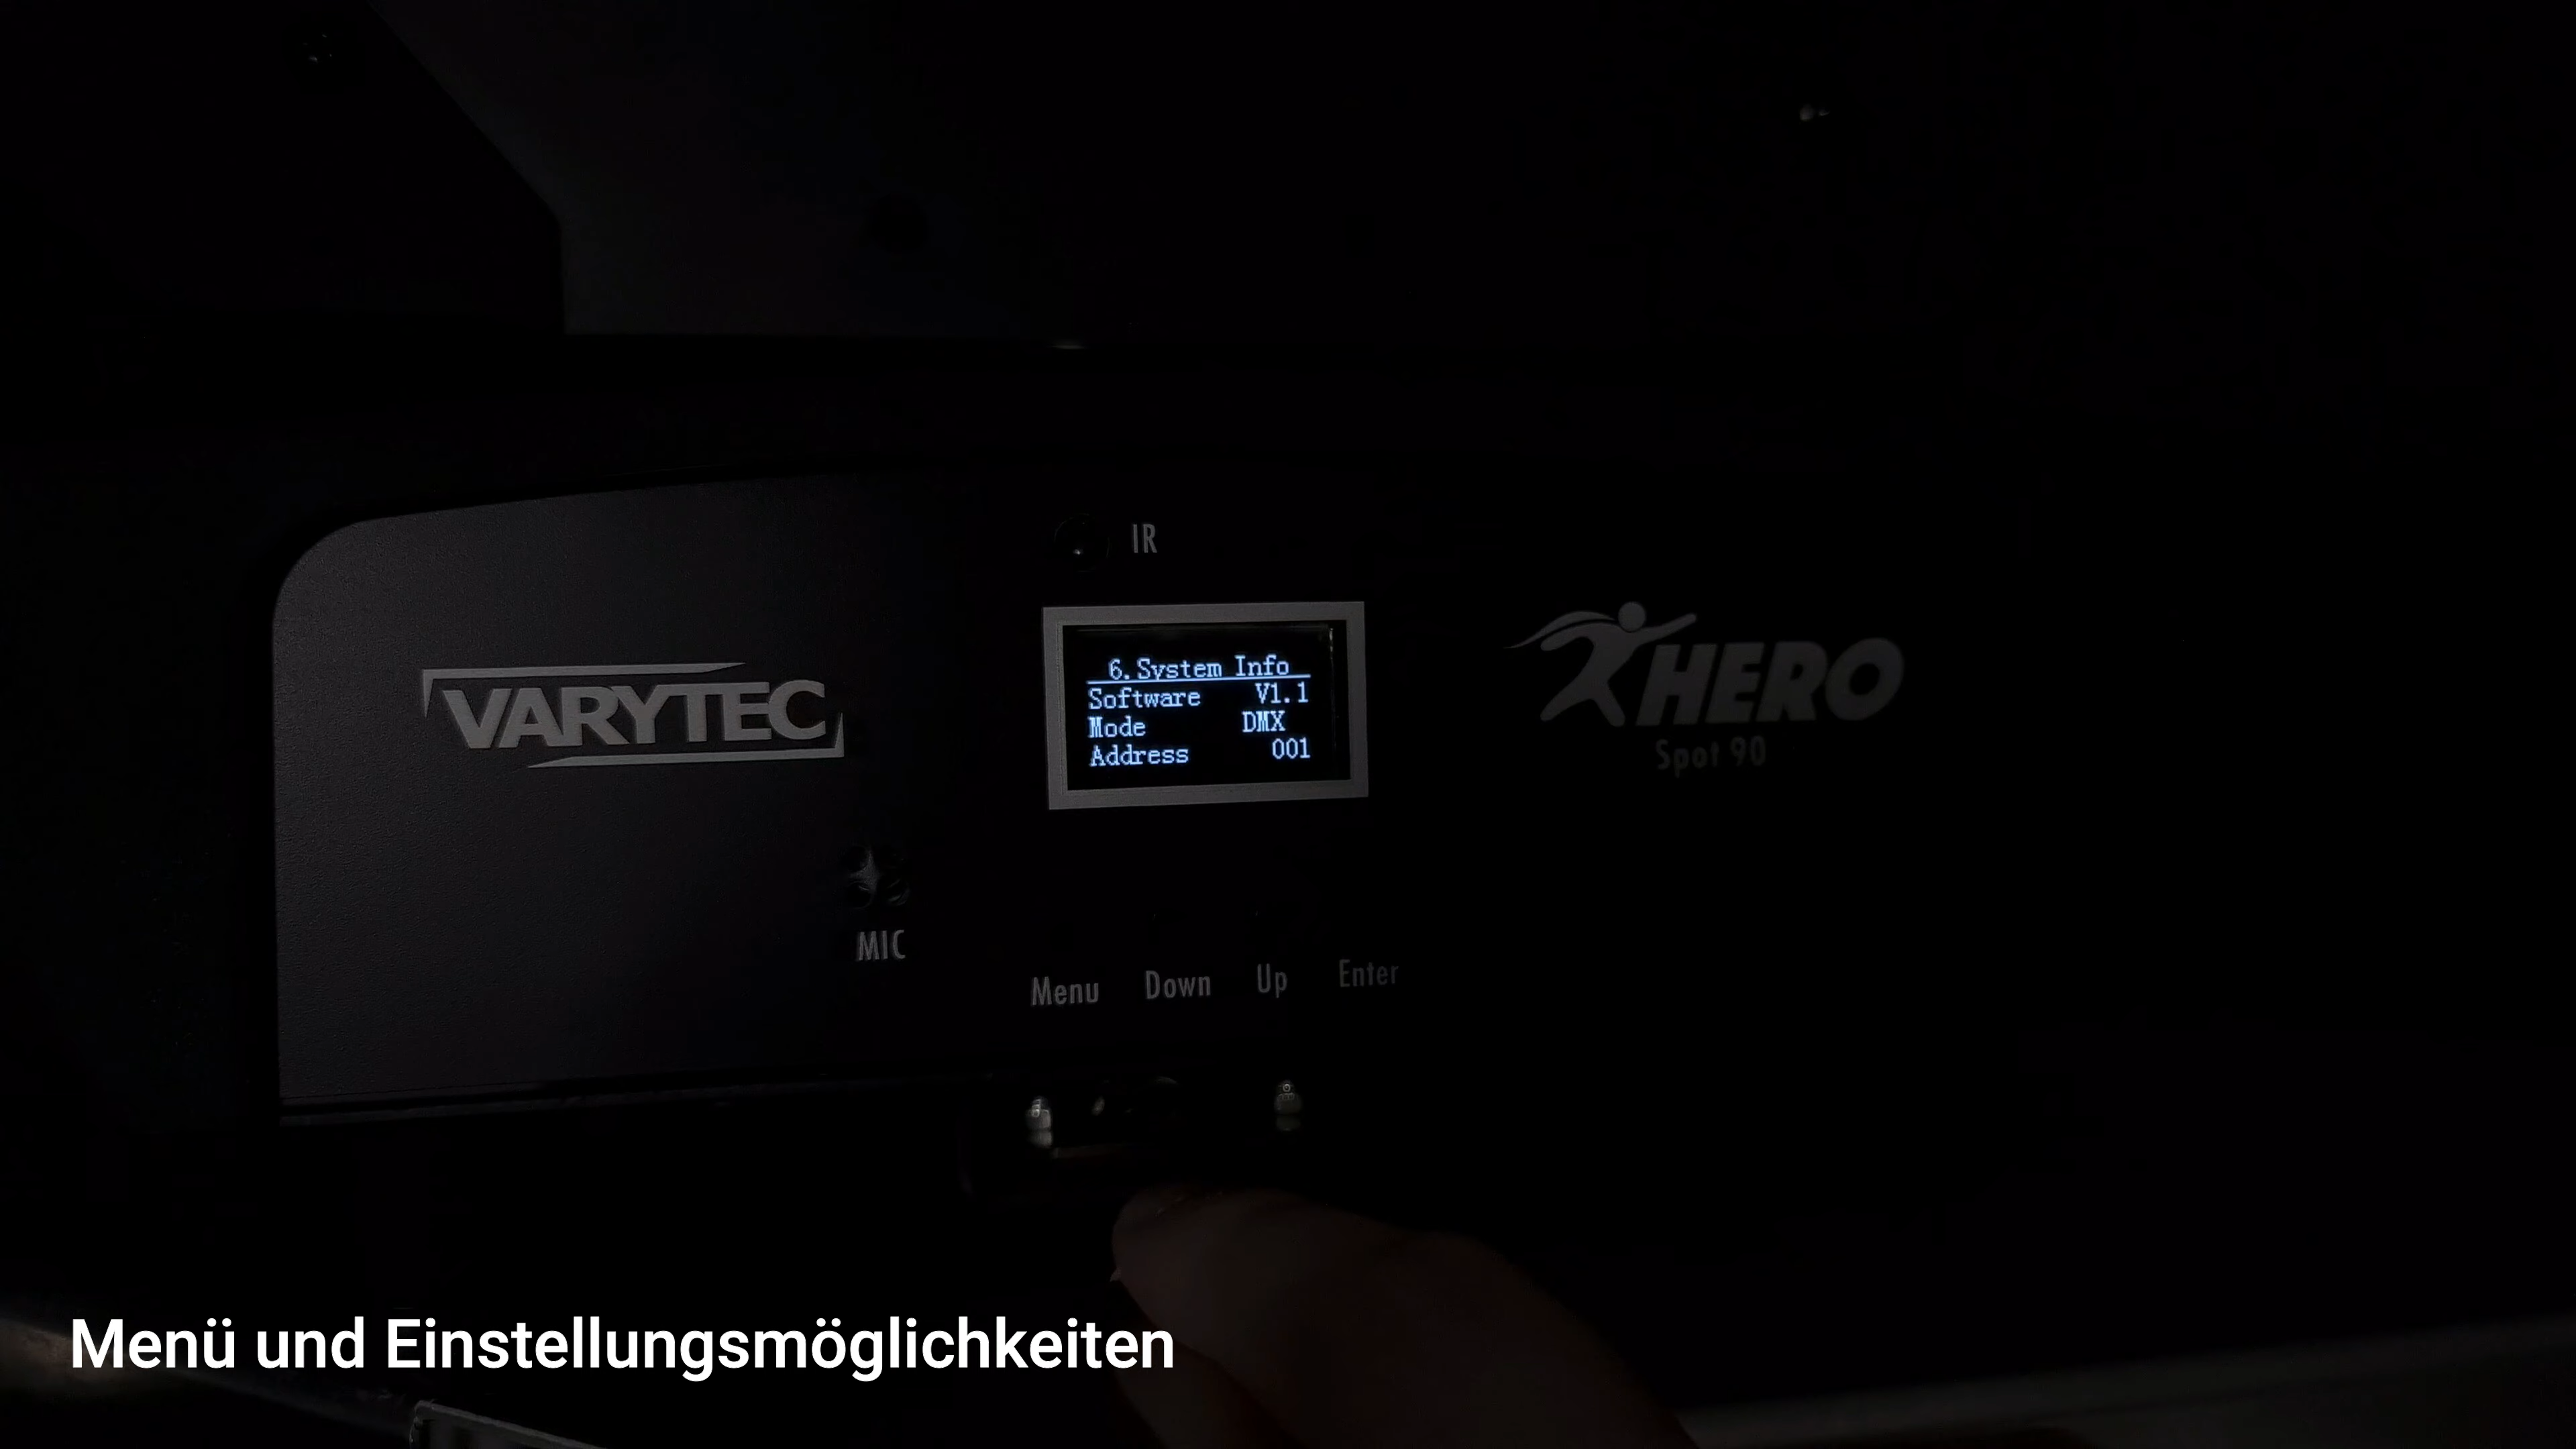 IR
VARYTEC
6.System Info
Software V1.1
Mode DMX
Address 001
HERO
Spot 90
MIC
Menu Down Up Enter
Menü und Einstellungsmöglichkeiten